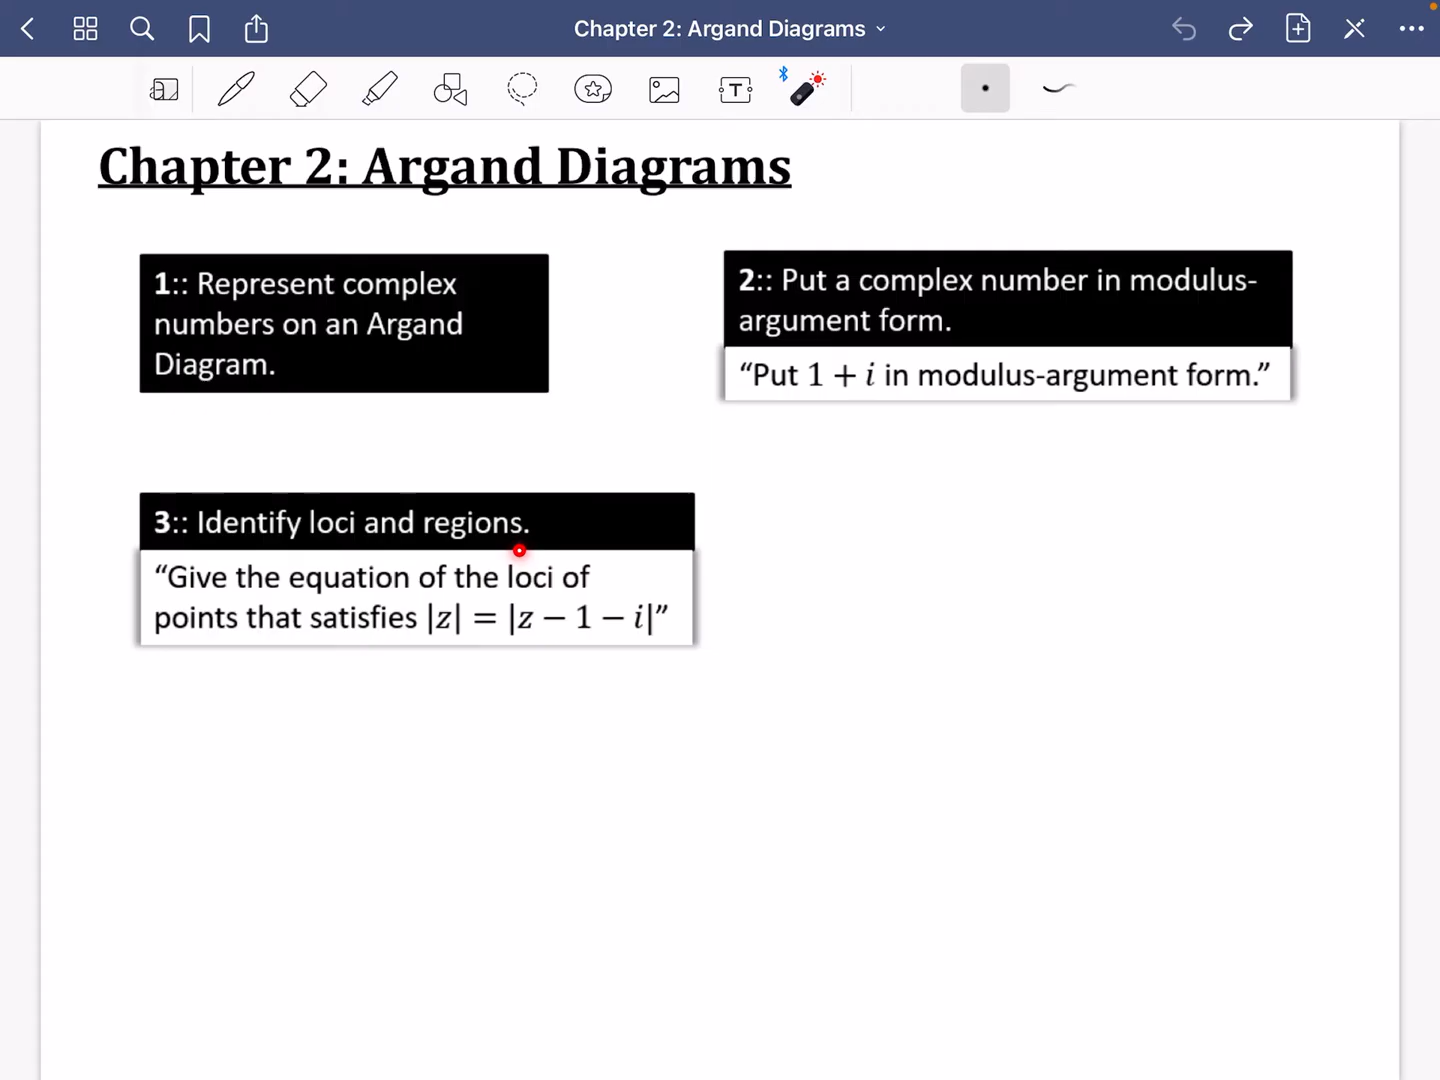 Chapter 2: Argand Diagrams
Chapter 2: Argand Diagrams
1:: Represent complex
numbers on an Argand
Diagram.
2:: Put a complex number in modulus-
argument form.
“Put 1 + i in modulus-argument form.”
3:: Identify loci and regions.
“Give the equation of the loci of
points that satisfies |z| = |z − 1 − i|”